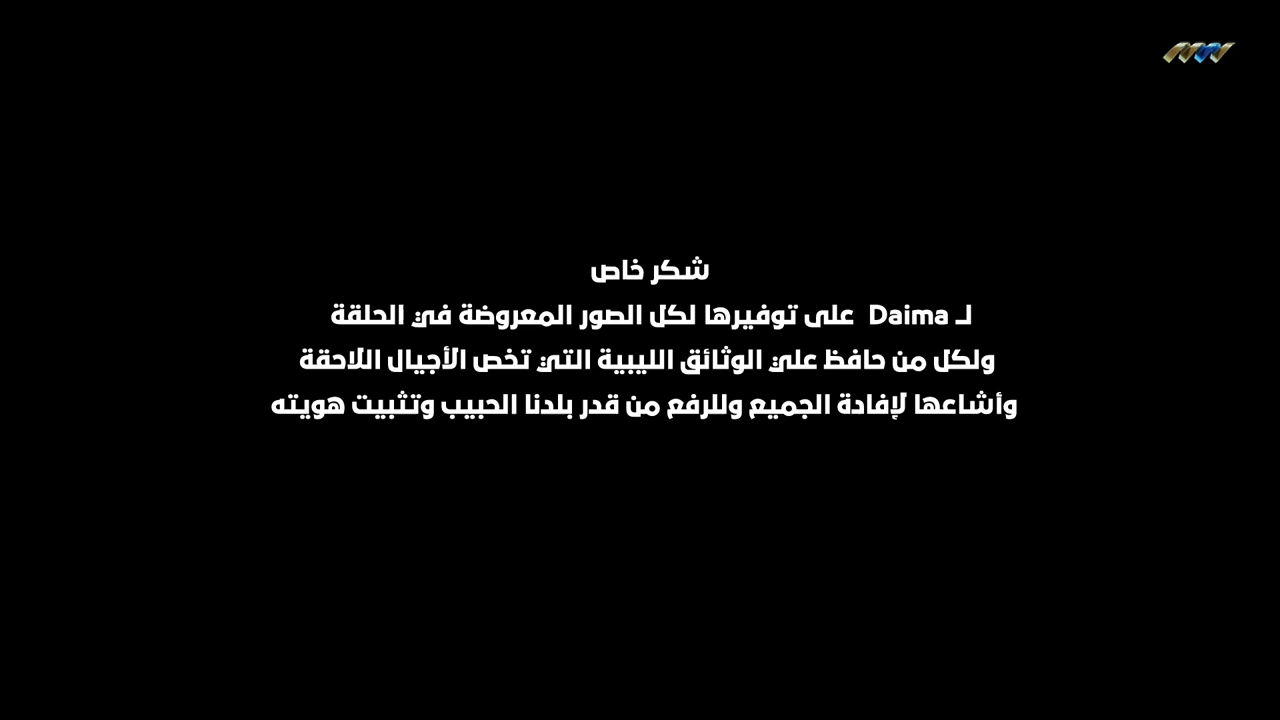 شكر خاص
لـ Daima على توفيرها لكل الصور المعروضة في الحلقة
ولكل من حافظ علي الوثائق الليبية التي تخص الأجيال اللاحقة
وأشاعها لإفادة الجميع وللرفع من قدر بلدنا الحبيب وتثبيت هويته